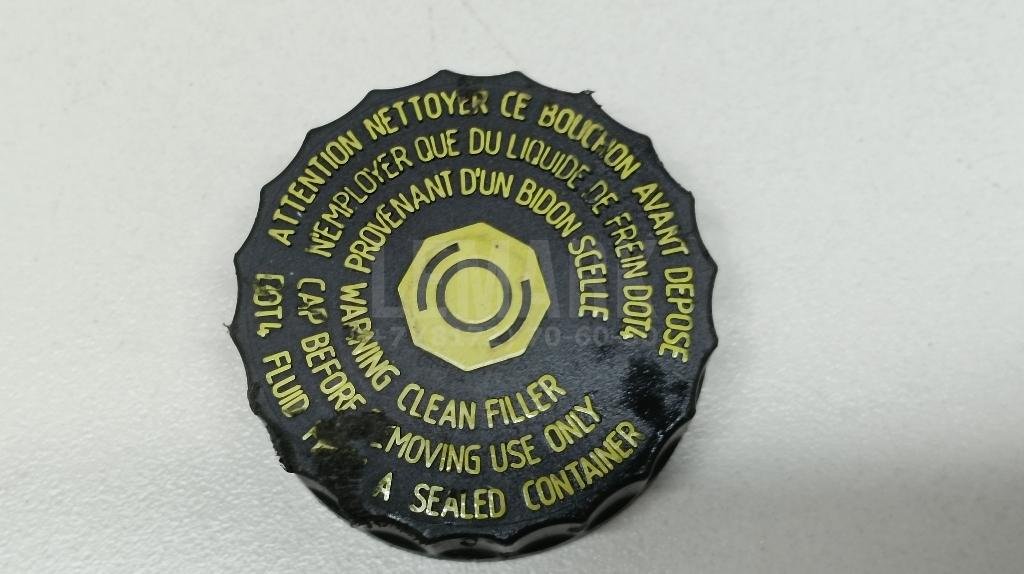 ATTENTION NETTOYER CE BOUCHON AVANT DEPOSE
N'EMPLOYER QUE DU LIQUIDE DE FREIN DOT4
PROVENANT D'UN BIDON SCELLE
WARNING CLEAN FILLER
CAP BEFORE REMOVING USE ONLY
DOT4 FLUID A SEALED CONTAINER